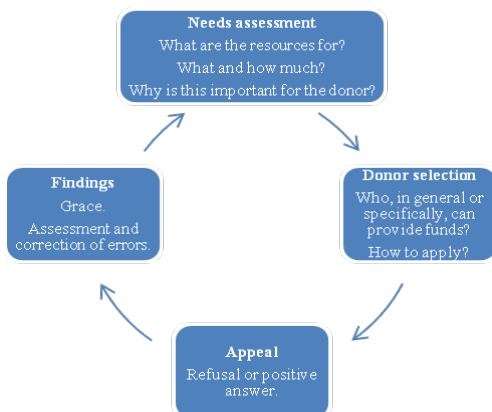 Needs assessment
What are the resources for?
What and how much?
Why is this important for the donor?
Donor selection
Who, in general or
specifically, can
provide funds?
How to apply?
Appeal
Refusal or positive
answer.
Findings
Grace.
Assessment and
correction of errors.